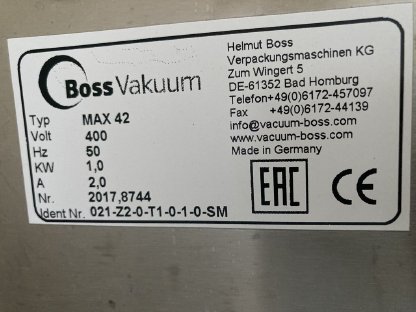 Boss Vakuum
Typ MAX 42
Volt 400
Hz 50
KW 1,0
A 2,0
Nr. 2017,8744
Ident Nr. 021-Z2-0-T1-0-1-0-SM
Helmut Boss
Verpackungsmaschinen KG
Zum Wingert 5
DE-61352 Bad Homburg
Telefon+49(0)6172-457097
Fax +49(0)6172-44139
info@vacuum-boss.com
www.vacuum-boss.com
Made in Germany
EAC CE